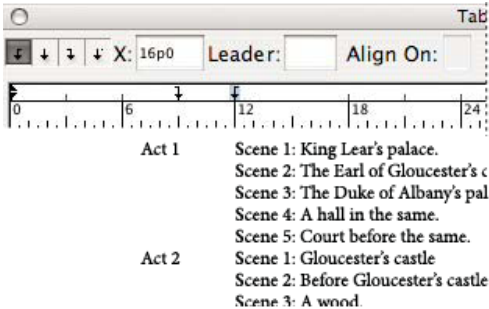 Tab
X: 16p0 Leader: Align On:
0 6 12 18 24
Act 1 Scene 1: King Lear's palace.
Scene 2: The Earl of Gloucester's
Scene 3: The Duke of Albany's pal
Scene 4: A hall in the same.
Scene 5: Court before the same.
Act 2 Scene 1: Gloucester's castle
Scene 2: Before Gloucester's castle
Scene 3: A wood.